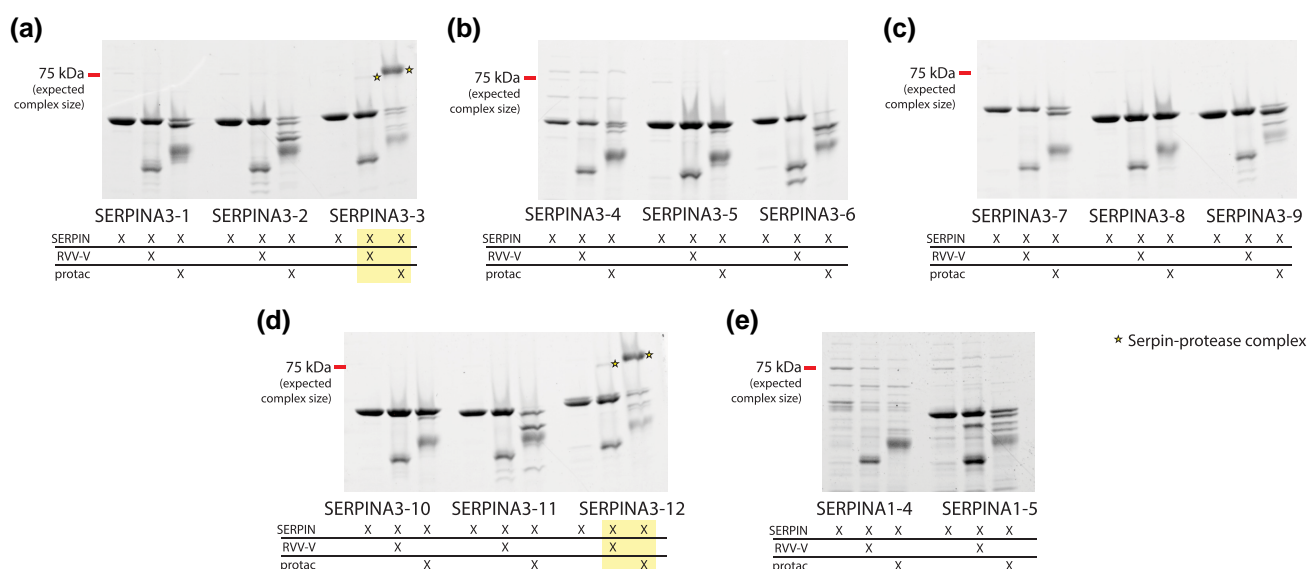 (a)
75 kDa
(expected
complex size)
SERPINA3-1 SERPINA3-2 SERPINA3-3
SERPIN X X X X X X X X X
RVV-V X X X
protac X X X
(b)
75 kDa
(expected
complex size)
SERPINA3-4 SERPINA3-5 SERPINA3-6
SERPIN X X X X X X X X X
RVV-V X X X
protac X X X
(c)
75 kDa
(expected
complex size)
SERPINA3-7 SERPINA3-8 SERPINA3-9
SERPIN X X X X X X X X X
RVV-V X X X
protac X X X
(d)
75 kDa
(expected
complex size)
SERPINA3-10 SERPINA3-11 SERPINA3-12
SERPIN X X X X X X X X X
RVV-V X X X
protac X X X
(e)
75 kDa
(expected
complex size)
SERPINA1-4 SERPINA1-5
SERPIN X X X X X X
RVV-V X X
protac X X
Serpin-protease complex